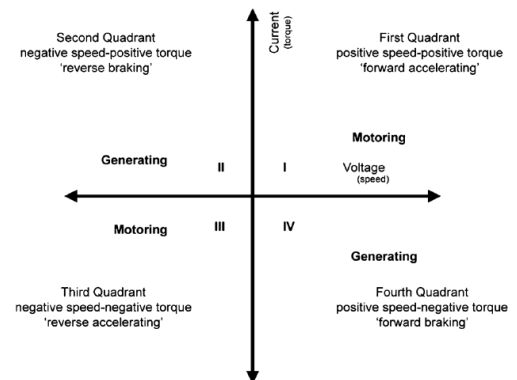 Second Quadrant
negative speed-positive torque
‘reverse braking’
Current
(torque)
First Quadrant
positive speed-positive torque
‘forward accelerating’
Motoring
Generating
II
I
Voltage
(speed)
Motoring
III
IV
Generating
Third Quadrant
negative speed-negative torque
‘reverse accelerating’
Fourth Quadrant
positive speed-negative torque
‘forward braking’